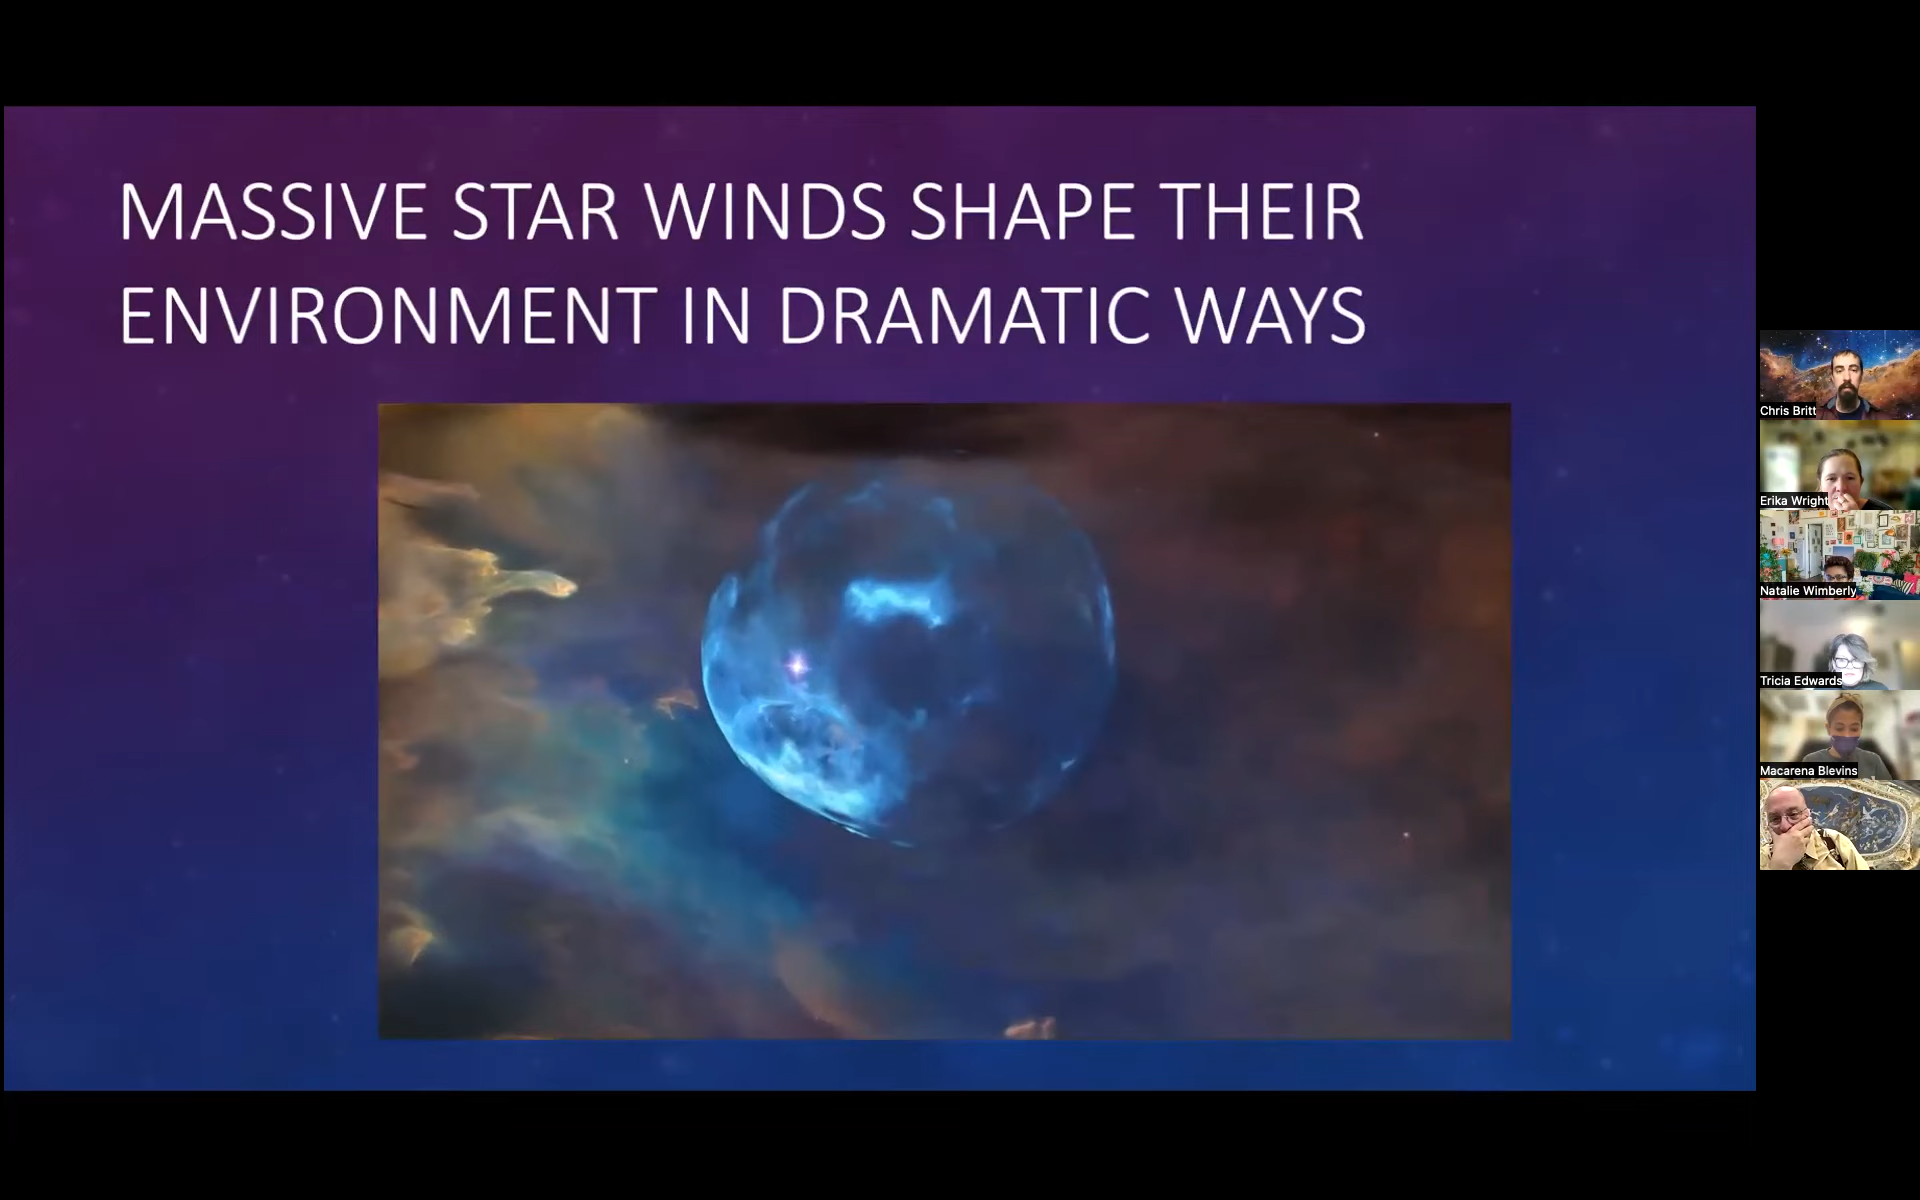 MASSIVE STAR WINDS SHAPE THEIR
ENVIRONMENT IN DRAMATIC WAYS
Chris Britt
Erika Wright
Natalie Wimberly
Tricia Edwards
Macarena Blevins